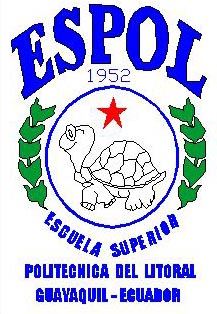 ESPOL
1952
ESCUELA SUPERIOR
POLITECNICA DEL LITORAL
GUAYAQUIL - ECUADOR